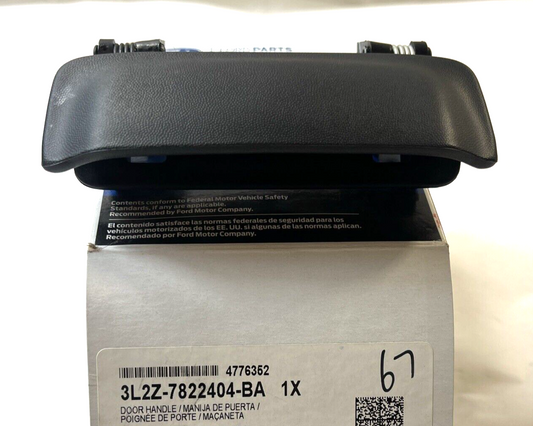 PARTS
Contents conform to Federal Motor Vehicle Safety
Standards, if any are applicable.
Recommended by Ford Motor Company.
El contenido satisface las normas federales de seguridad para los
vehículos motorizados de los EE. UU. si algunas de las normas aplican.
Recomendado por Ford Motor Company.
4776352
3L2Z-7822404-BA 1X
DOOR HANDLE / MANIJA DE PUERTA /
POIGNÉE DE PORTE / MAÇANETA
67